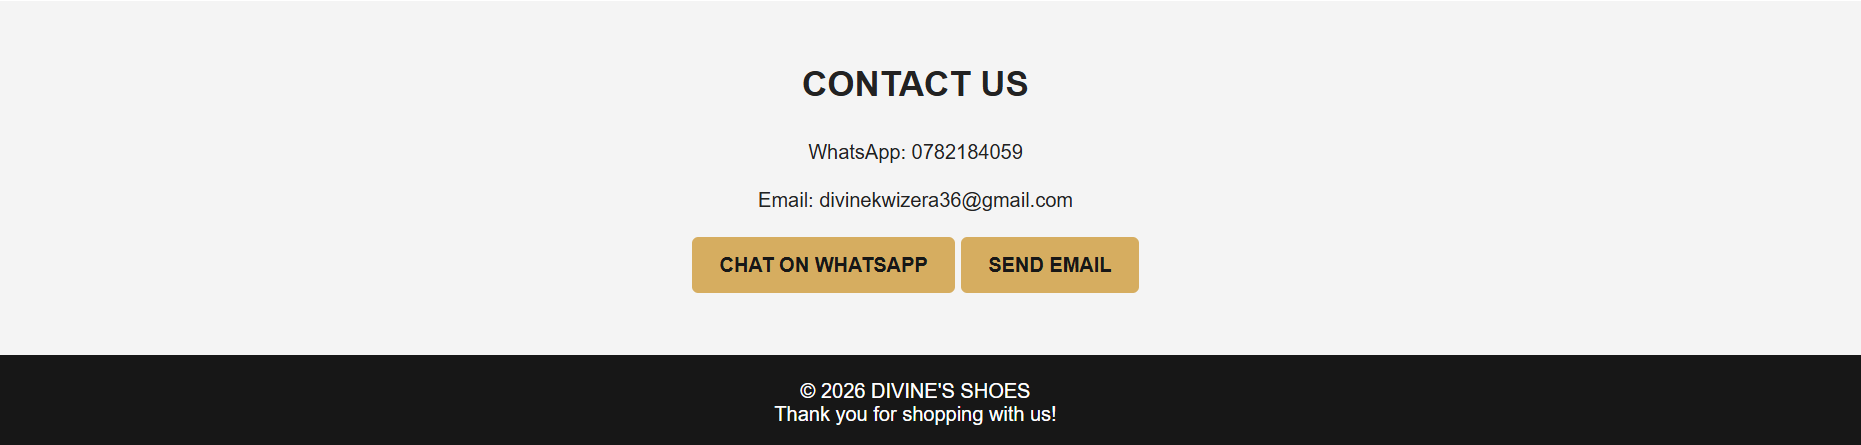 CONTACT US
WhatsApp: 0782184059
Email: divinekwizera36@gmail.com
CHAT ON WHATSAPP SEND EMAIL
© 2026 DIVINE'S SHOES
Thank you for shopping with us!